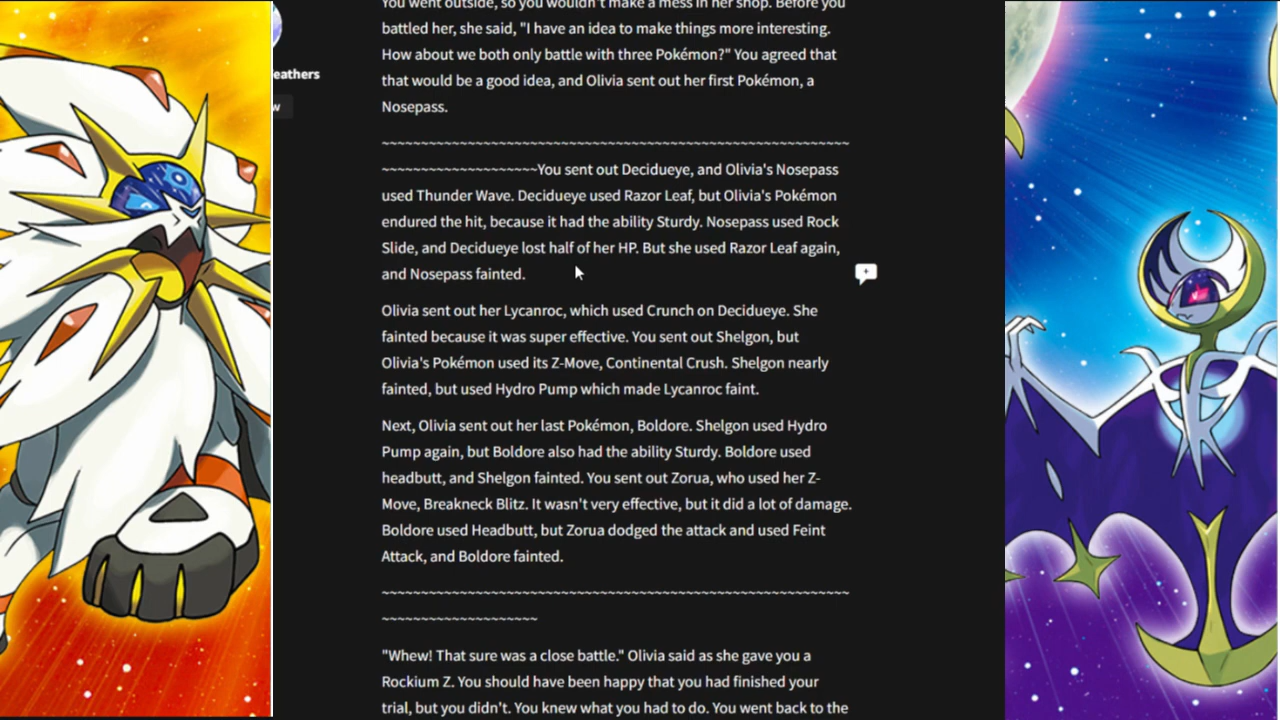 You went outside, so you wouldn't make a mess in her shop. Before you
battled her, she said, "I have an idea to make things more interesting.
How about we both only battle with three Pokémon?" You agreed that
that would be a good idea, and Olivia sent out her first Pokémon, a
Nosepass.
eathers
w
~~~~~~~~~~~~~~~~~~~~~~~~~~~~~~~~~~~~~~~~~~~~~~~~~~~~~~~~~~~~
~~~~~~~~~~~~~~~~~~~~You sent out Decidueye, and Olivia's Nosepass
used Thunder Wave. Decidueye used Razor Leaf, but Olivia's Pokémon
endured the hit, because it had the ability Sturdy. Nosepass used Rock
Slide, and Decidueye lost half of her HP. But she used Razor Leaf again,
and Nosepass fainted.
Olivia sent out her Lycanroc, which used Crunch on Decidueye. She
fainted because it was super effective. You sent out Shelgon, but
Olivia's Pokémon used its Z-Move, Continental Crush. Shelgon nearly
fainted, but used Hydro Pump which made Lycanroc faint.
Next, Olivia sent out her last Pokémon, Boldore. Shelgon used Hydro
Pump again, but Boldore also had the ability Sturdy. Boldore used
headbutt, and Shelgon fainted. You sent out Zorua, who used her Z-
Move, Breakneck Blitz. It wasn't very effective, but it did a lot of damage.
Boldore used Headbutt, but Zorua dodged the attack and used Feint
Attack, and Boldore fainted.
~~~~~~~~~~~~~~~~~~~~~~~~~~~~~~~~~~~~~~~~~~~~~~~~~~~~~~~~~~~~
~~~~~~~~~~~~~~~~~~~~
"Whew! That sure was a close battle." Olivia said as she gave you a
Rockium Z. You should have been happy that you had finished your
trial, but you didn't. You knew what you had to do. You went back to the